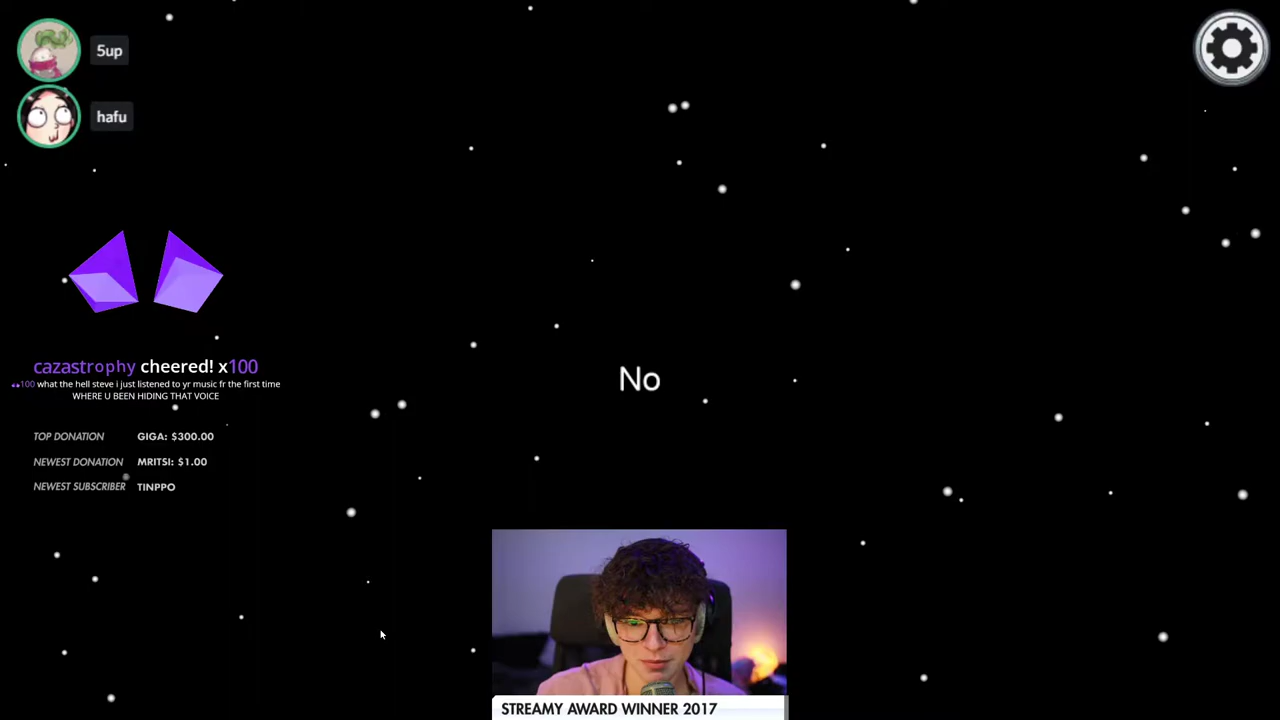 5up
hafu
cazastrophy cheered! x100
100 what the hell steve i just listened to yr music fr the first time
WHERE U BEEN HIDING THAT VOICE
TOP DONATION GIGA: $300.00
NEWEST DONATION MRITSI: $1.00
NEWEST SUBSCRIBER TINPPO
No
STREAMY AWARD WINNER 2017